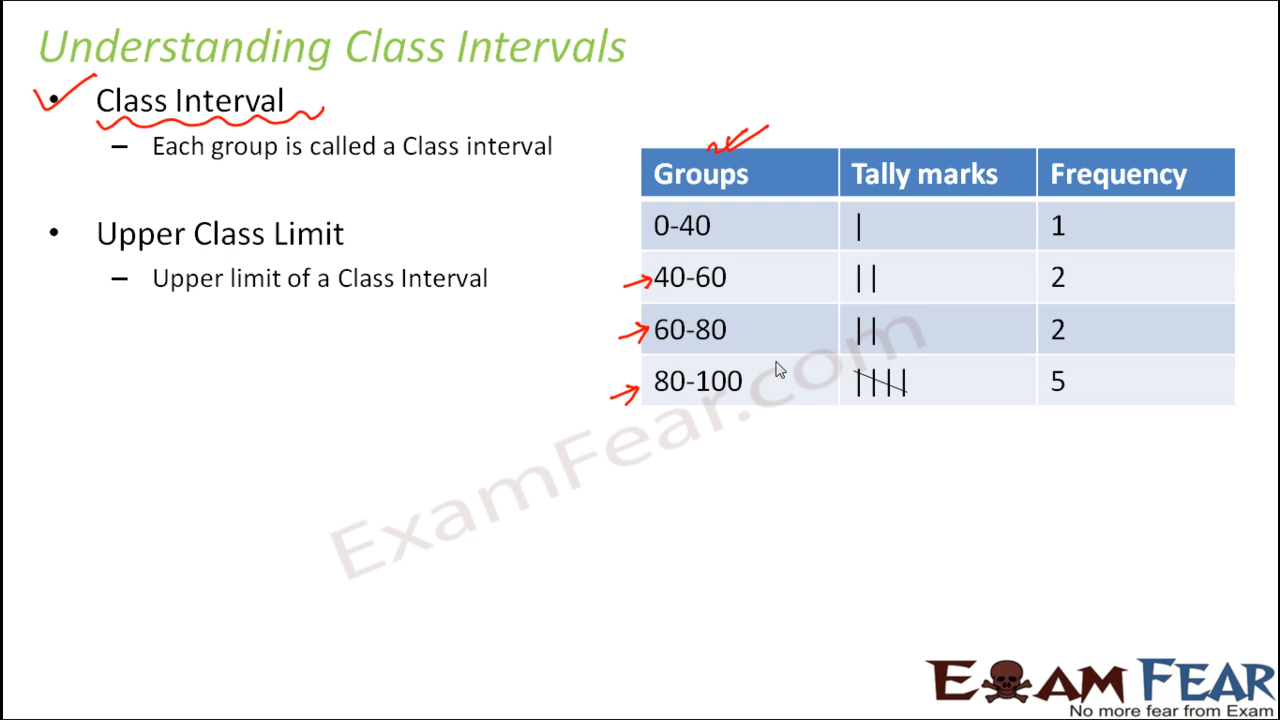 Understanding Class Intervals
• Class Interval
– Each group is called a Class interval
• Upper Class Limit
– Upper limit of a Class Interval
Groups Tally marks Frequency
0-40 | 1
40-60 || 2
60-80 || 2
80-100 5
ExamFear.com
EXAM FEAR
No more fear from Exam